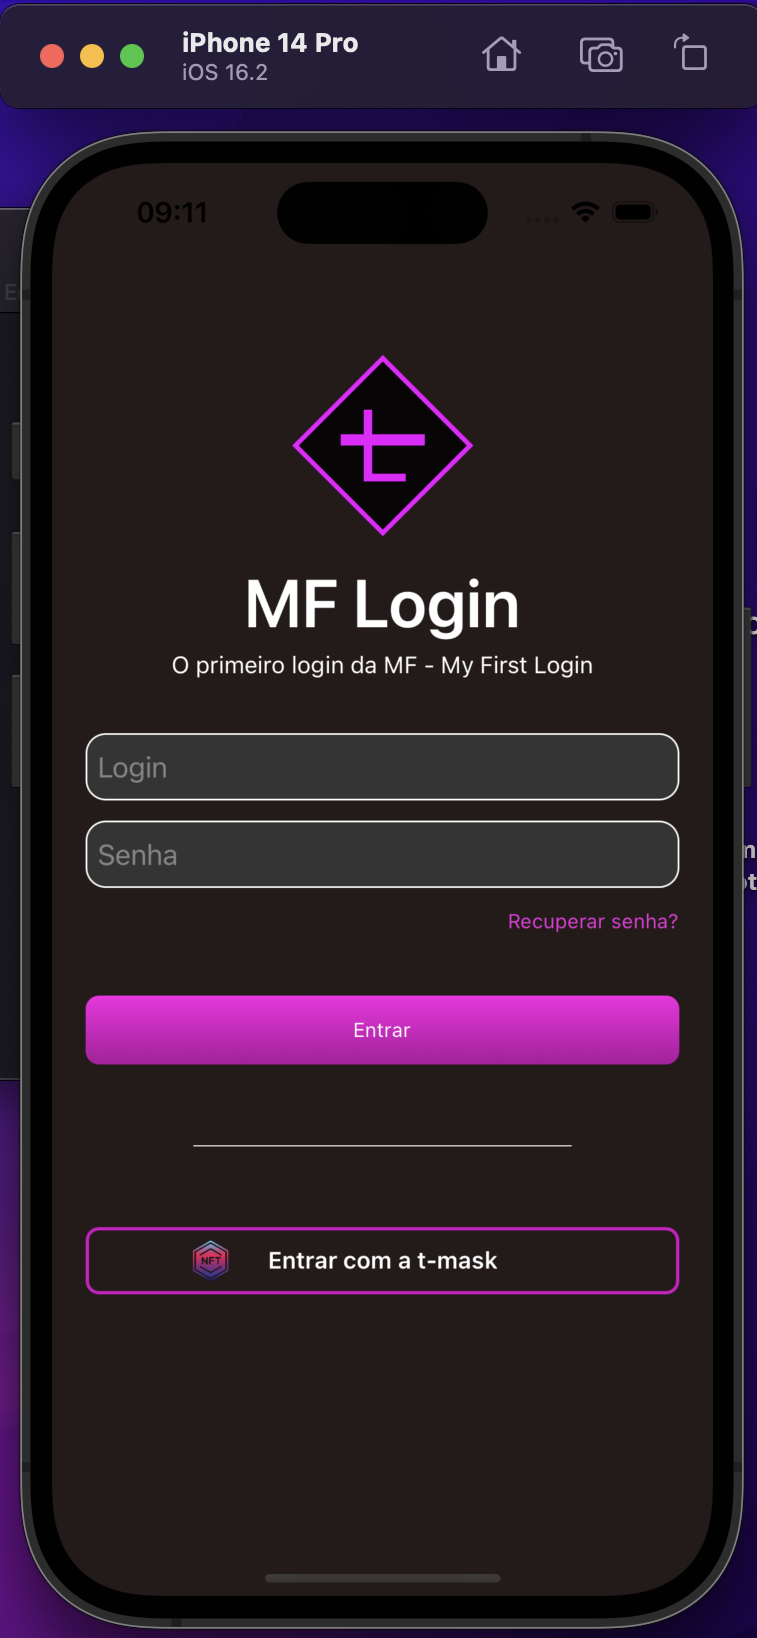 iPhone 14 Pro
iOS 16.2
09:11
MF Login
O primeiro login da MF - My First Login
Login
Senha
Recuperar senha?
Entrar
NFT
Entrar com a t-mask